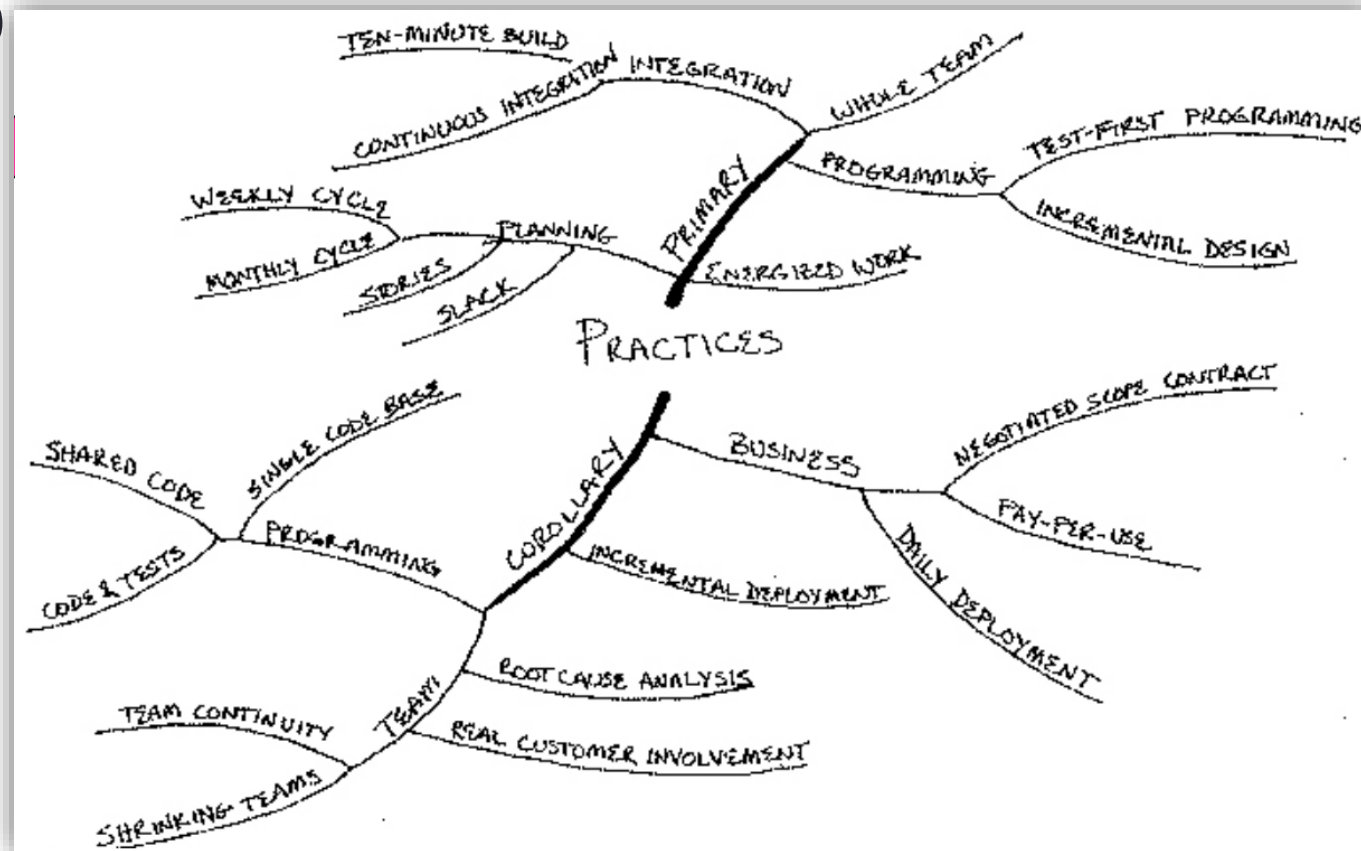 TEN-MINUTE BUILD
CONTINUOUS INTEGRATION
INTEGRATION
WHOLE TEAM
TEST-FIRST PROGRAMMING
PROGRAMMING
INCREMENTAL DESIGN
PRIMARY
WEEKLY CYCLE
MONTHLY CYCLE
PLANNING
STORIES
SLACK
ENERGIZED WORK
PRACTICES
NEGOTIATED SCOPE CONTRACT
BUSINESS
PAY-PER-USE
DAILY DEPLOYMENT
COROLLARY
INCREMENTAL DEPLOYMENT
SINGLE CODE BASE
SHARED CODE
PROGRAMMING
CODE & TESTS
ROOT CAUSE ANALYSIS
TEAM
REAL CUSTOMER INVOLVEMENT
TEAM CONTINUITY
SHRINKING TEAMS